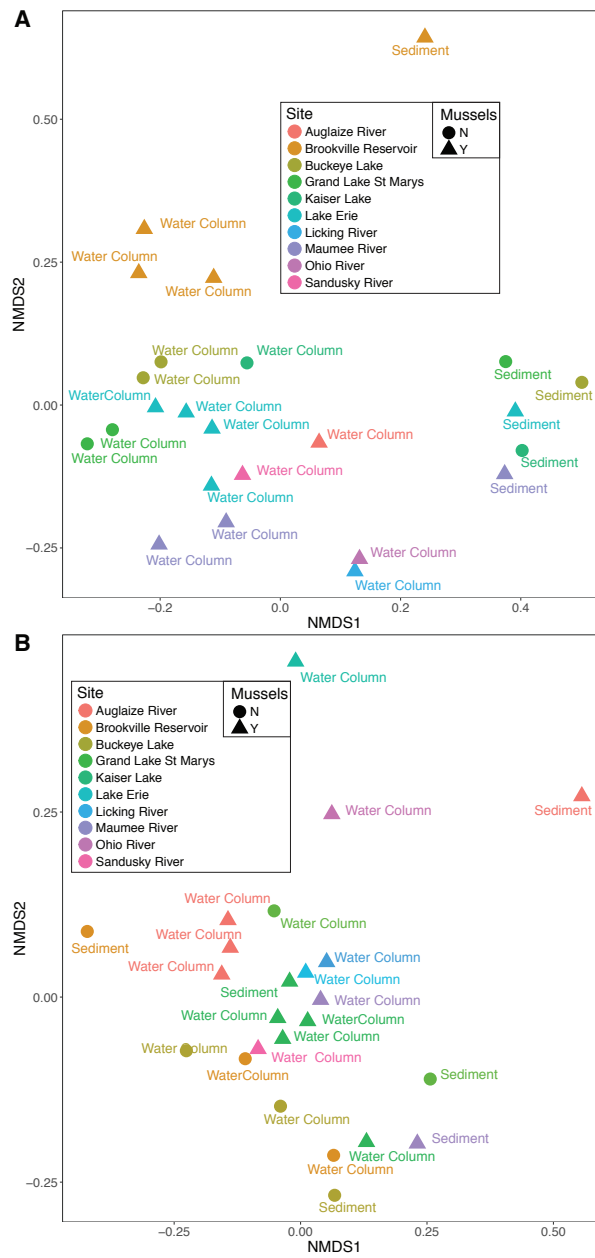 A
Sediment
0.50
Site
Mussels
Auglaize River
N
Brookville Reservoir
Y
Buckeye Lake
Grand Lake St Marys
Kaiser Lake
Lake Erie
Licking River
Maumee River
Ohio River
Sandusky River
Water Column
Water Column
0.25
Water Column
NMDS2
Water Column
Water Column
Water Column
Sediment
Sediment
WaterColumn
Water Column
0.00
Water Column
Sediment
Water Column
Water Column
Water Column
Sediment
Water Column
Sediment
Water Column
Water Column
Water Column
Water Column
−0.25
Water Column
−0.2
0.0
0.2
0.4
NMDS1
B
Water Column
Site
Mussels
Auglaize River
N
Brookville Reservoir
Y
Buckeye Lake
Grand Lake St Marys
Kaiser Lake
Lake Erie
Licking River
Maumee River
Ohio River
Sandusky River
0.25
Water Column
Sediment
Water Column
Water Column
Water Column
Sediment
Water Column
Water Column
Water Column
NMDS2
Sediment
Water Column
0.00
Water Column
WaterColumn
Water Column
Water Column
Water Column
WaterColumn
Sediment
Water Column
Sediment
Water Column
Water Column
Sediment
−0.25
−0.25
0.00
0.25
0.50
NMDS1